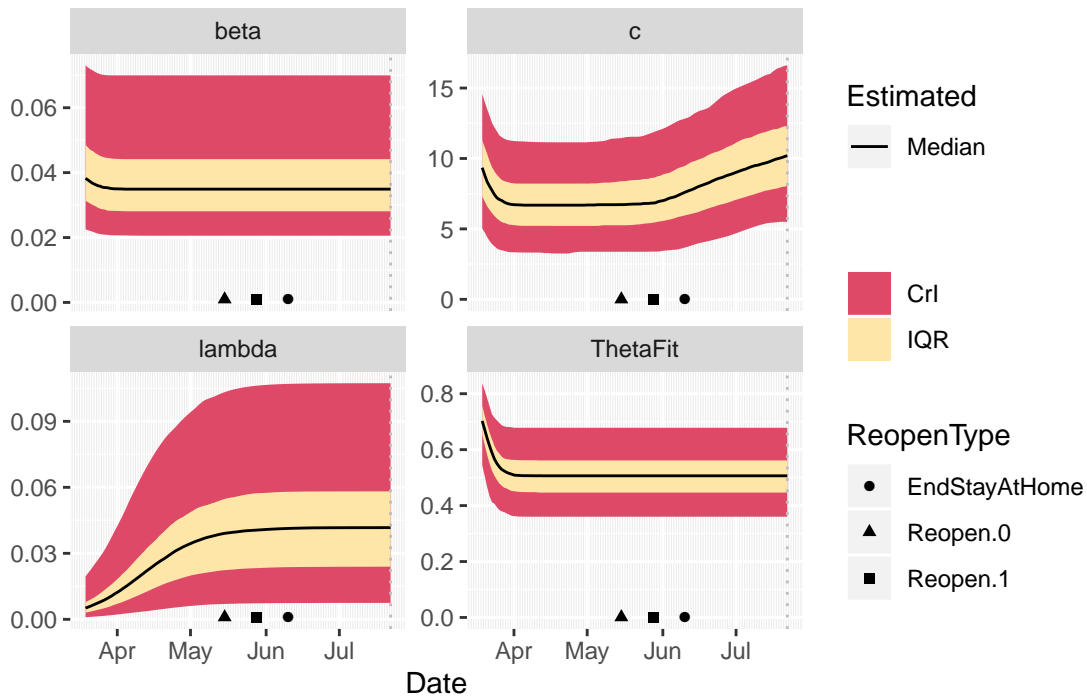 beta
c
0.06
0.04
0.02
0.00
15
10
5
0
lambda
ThetaFit
0.09
0.06
0.03
0.00
0.8
0.6
0.4
0.2
0.0
Apr May Jun Jul
Apr May Jun Jul
Date
Estimated
Median
CrI
IQR
ReopenType
EndStayAtHome
Reopen.0
Reopen.1